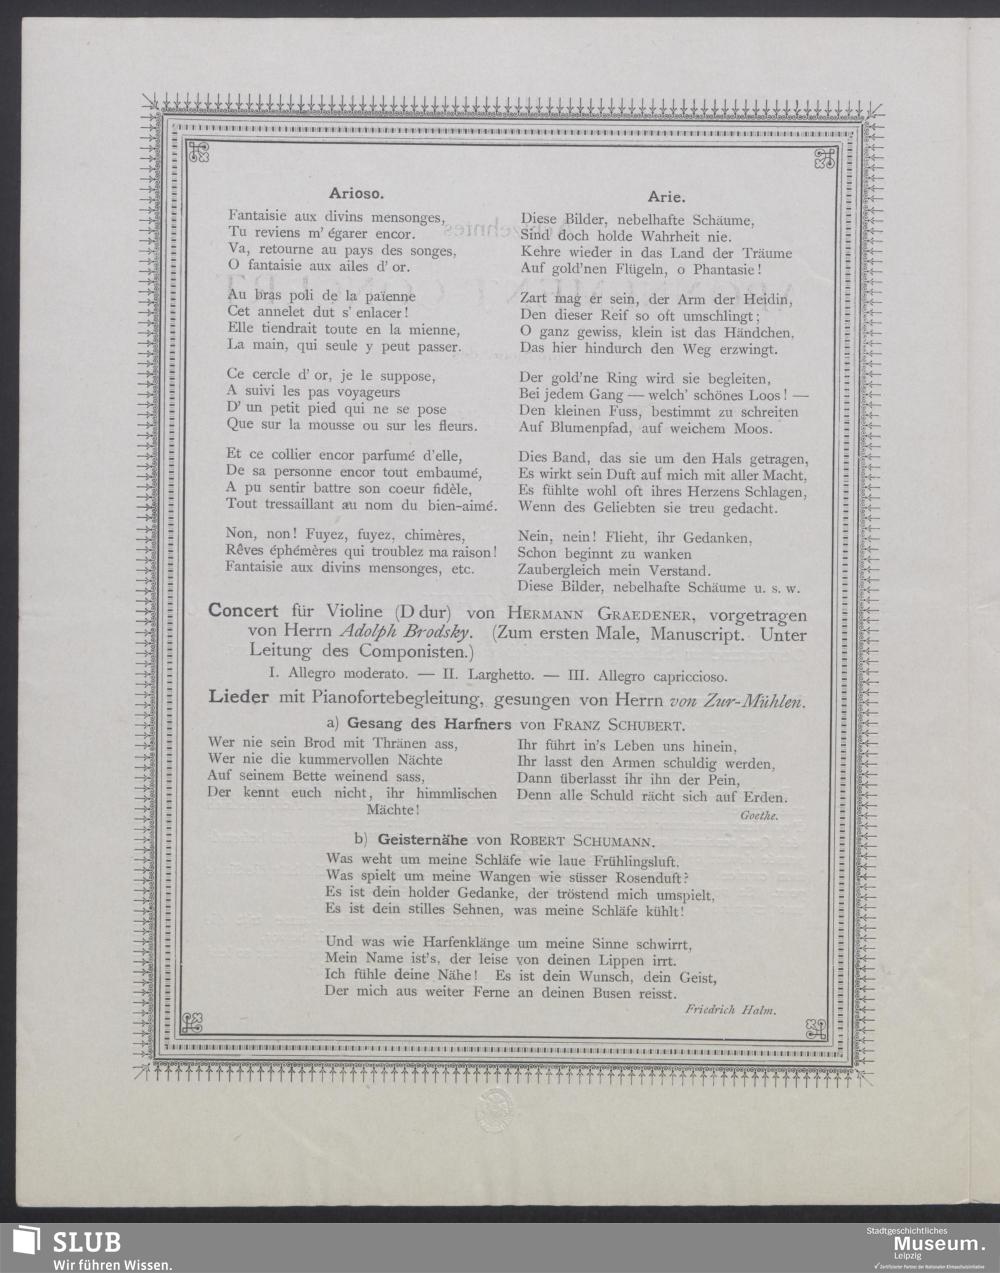 Arioso.
Fantaisie aux divins mensonges,
Tu reviens m' égarer encor.
Va, retourne au pays des songes,
O fantaisie aux ailes d' or.
Au bras poli de la païenne
Cet annelet dut s' enlacer!
Elle tiendrait toute en la mienne,
La main, qui seule y peut passer.
Ce cercle d' or, je le suppose,
A suivi les pas voyageurs
D' un petit pied qui ne se pose
Que sur la mousse ou sur les fleurs.
Et ce collier encor parfumé d'elle,
De sa personne encor tout embaumé,
A pu sentir battre son coeur fidèle,
Tout tressaillant au nom du bien-aimé.
Non, non! Fuyez, fuyez, chimères,
Rêves éphémères qui troublez ma raison!
Fantaisie aux divins mensonges, etc.
Arie.
Diese Bilder, nebelhafte Schäume,
Sind doch holde Wahrheit nie.
Kehre wieder in das Land der Träume
Auf gold'nen Flügeln, o Phantasie!
Zart mag er sein, der Arm der Heidin,
Den dieser Reif so oft umschlingt;
O ganz gewiss, klein ist das Händchen,
Das hier hindurch den Weg erzwingt.
Der gold'ne Ring wird sie begleiten,
Bei jedem Gang — welch' schönes Loos! —
Den kleinen Fuss, bestimmt zu schreiten
Auf Blumenpfad, auf weichem Moos.
Dies Band, das sie um den Hals getragen,
Es wirkt sein Duft auf mich mit aller Macht,
Es fühlte wohl oft ihres Herzens Schlagen,
Wenn des Geliebten sie treu gedacht.
Nein, nein! Flieht, ihr Gedanken,
Schon beginnt zu wanken
Zaubergleich mein Verstand.
Diese Bilder, nebelhafte Schäume u. s. w.
Concert für Violine (D dur) von HERMANN GRAEDENER, vorgetragen
von Herrn Adolph Brodsky. (Zum ersten Male, Manuscript. Unter
Leitung des Componisten.)
I. Allegro moderato. — II. Larghetto. — III. Allegro capriccioso.
Lieder mit Pianofortebegleitung, gesungen von Herrn von Zur-Mühlen.
a) Gesang des Harfners von FRANZ SCHUBERT.
Wer nie sein Brod mit Thränen ass,
Wer nie die kummervollen Nächte
Auf seinem Bette weinend sass,
Der kennt euch nicht, ihr himmlischen
Mächte!
Ihr führt in's Leben uns hinein,
Ihr lasst den Armen schuldig werden,
Dann überlasst ihr ihn der Pein,
Denn alle Schuld rächt sich auf Erden.
Goethe.
b) Geisternähe von ROBERT SCHUMANN.
Was weht um meine Schläfe wie laue Frühlingsluft,
Was spielt um meine Wangen wie süsser Rosenduft?
Es ist dein holder Gedanke, der tröstend mich umspielt,
Es ist dein stilles Sehnen, was meine Schläfe kühlt!
Und was wie Harfenklänge um meine Sinne schwirrt,
Mein Name ist's, der leise von deinen Lippen irrt.
Ich fühle deine Nähe! Es ist dein Wunsch, dein Geist,
Der mich aus weiter Ferne an deinen Busen reisst.
Friedrich Halm.
SLUB
Wir führen Wissen.
Stadtgeschichtliches
Museum.
Leipzig
Zertifizierter Partner der Nationalen Klimaschutzinitiative